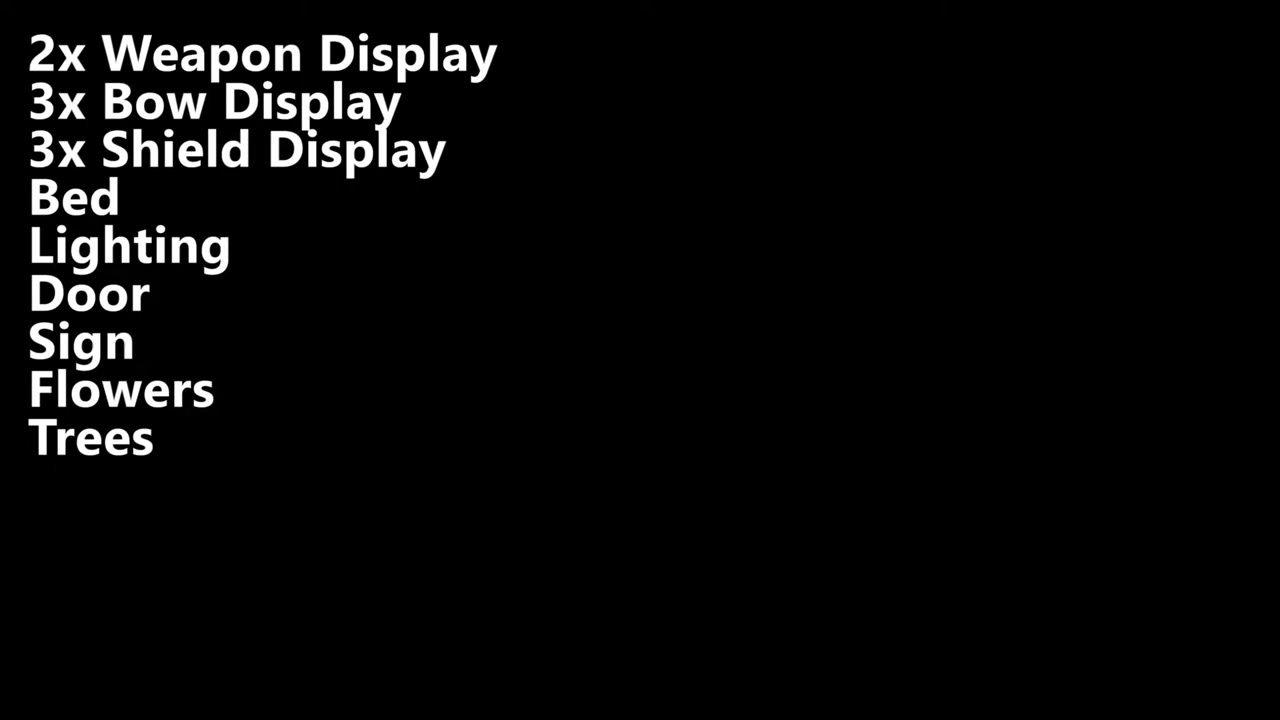 2x Weapon Display
3x Bow Display
3x Shield Display
Bed
Lighting
Door
Sign
Flowers
Trees